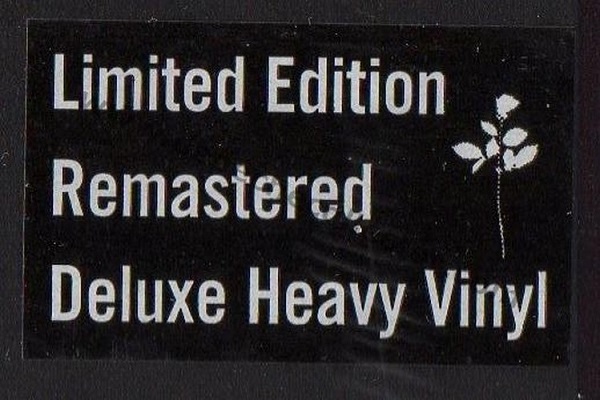 Limited Edition
Remastered
Deluxe Heavy Vinyl